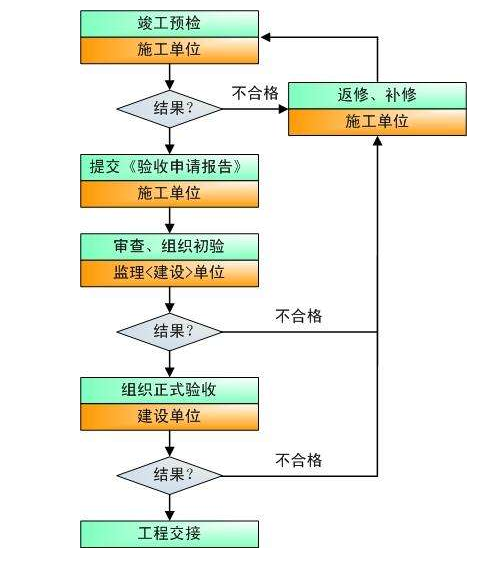 竣工预检
施工单位
结果?
不合格
返修、补修
施工单位
提交《验收申请报告》
施工单位
审查、组织初验
监理<建设>单位
结果?
不合格
组织正式验收
建设单位
结果?
不合格
工程交接